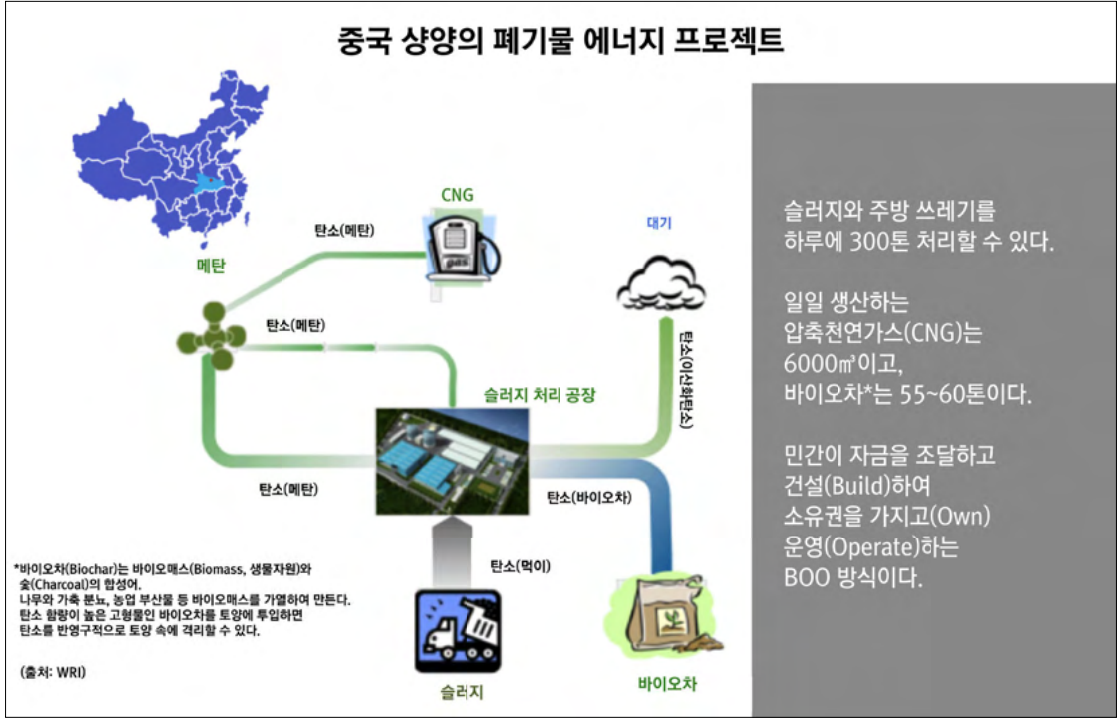 중국 샹양의 폐기물 에너지 프로젝트
CNG
탄소(메탄)
대기
메탄
gas
탄소(메탄)
탄소(이산화탄소)
슬러지 처리 공장
탄소(메탄)
탄소(바이오차)
탄소(먹이)
슬러지
바이오차
*바이오차(Biochar)는 바이오매스(Biomass, 생물자원)와
숯(Charcoal)의 합성어.
나무와 가축 분뇨, 농업 부산물 등 바이오매스를 가열하여 만든다.
탄소 함량이 높은 고형물인 바이오차를 토양에 투입하면
탄소를 반영구적으로 토양 속에 격리할 수 있다.
(출처: WRI)
슬러지와 주방 쓰레기를
하루에 300톤 처리할 수 있다.
일일 생산하는
압축천연가스(CNG)는
6000㎥이고,
바이오차*는 55~60톤이다.
민간이 자금을 조달하고
건설(Build)하여
소유권을 가지고(Own)
운영(Operate)하는
BOO 방식이다.